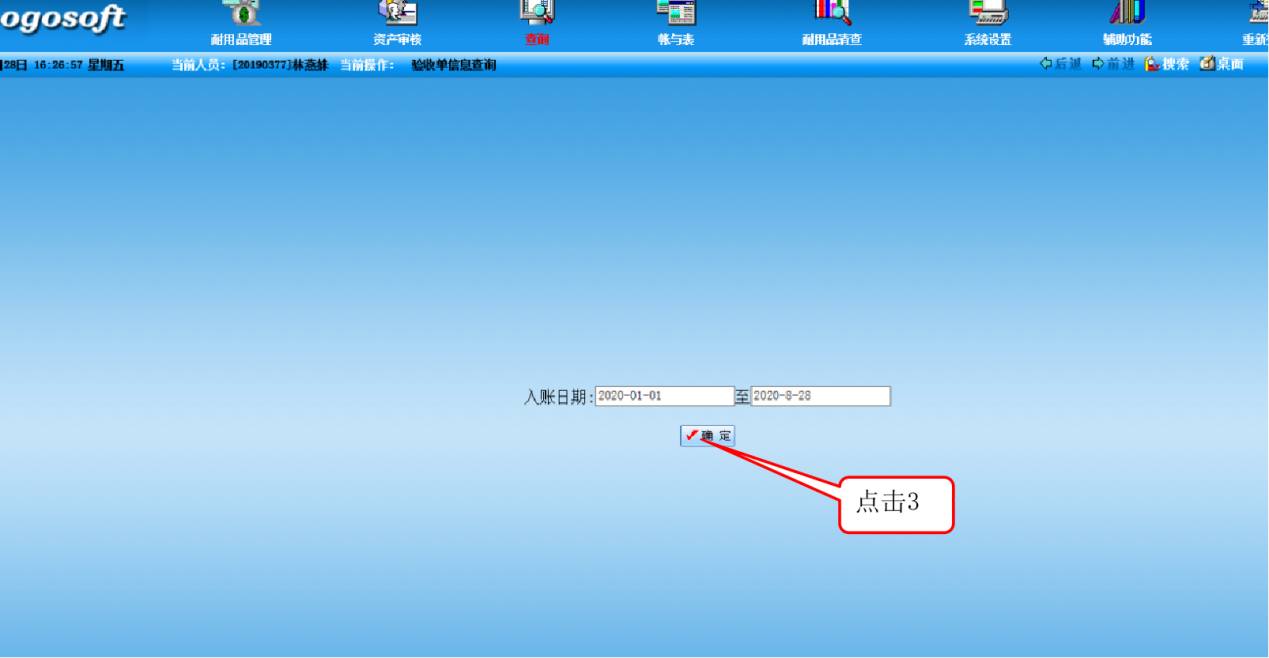 ogosoft
耐用品管理 资产审核 查询 帐与表 耐用品清查 系统设置 辅助功能 重新
28日 16:26:57 星期五 当前人员：[20190377]林燕妹 当前操作： 验收单信息查询 后退 前进 搜索 桌面
入账日期: 2020-01-01 至 2020-8-28
确 定
点击3